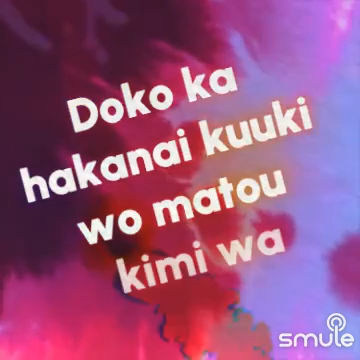 Doko ka
hakanai kuuki
wo matou
kimi wa
smule